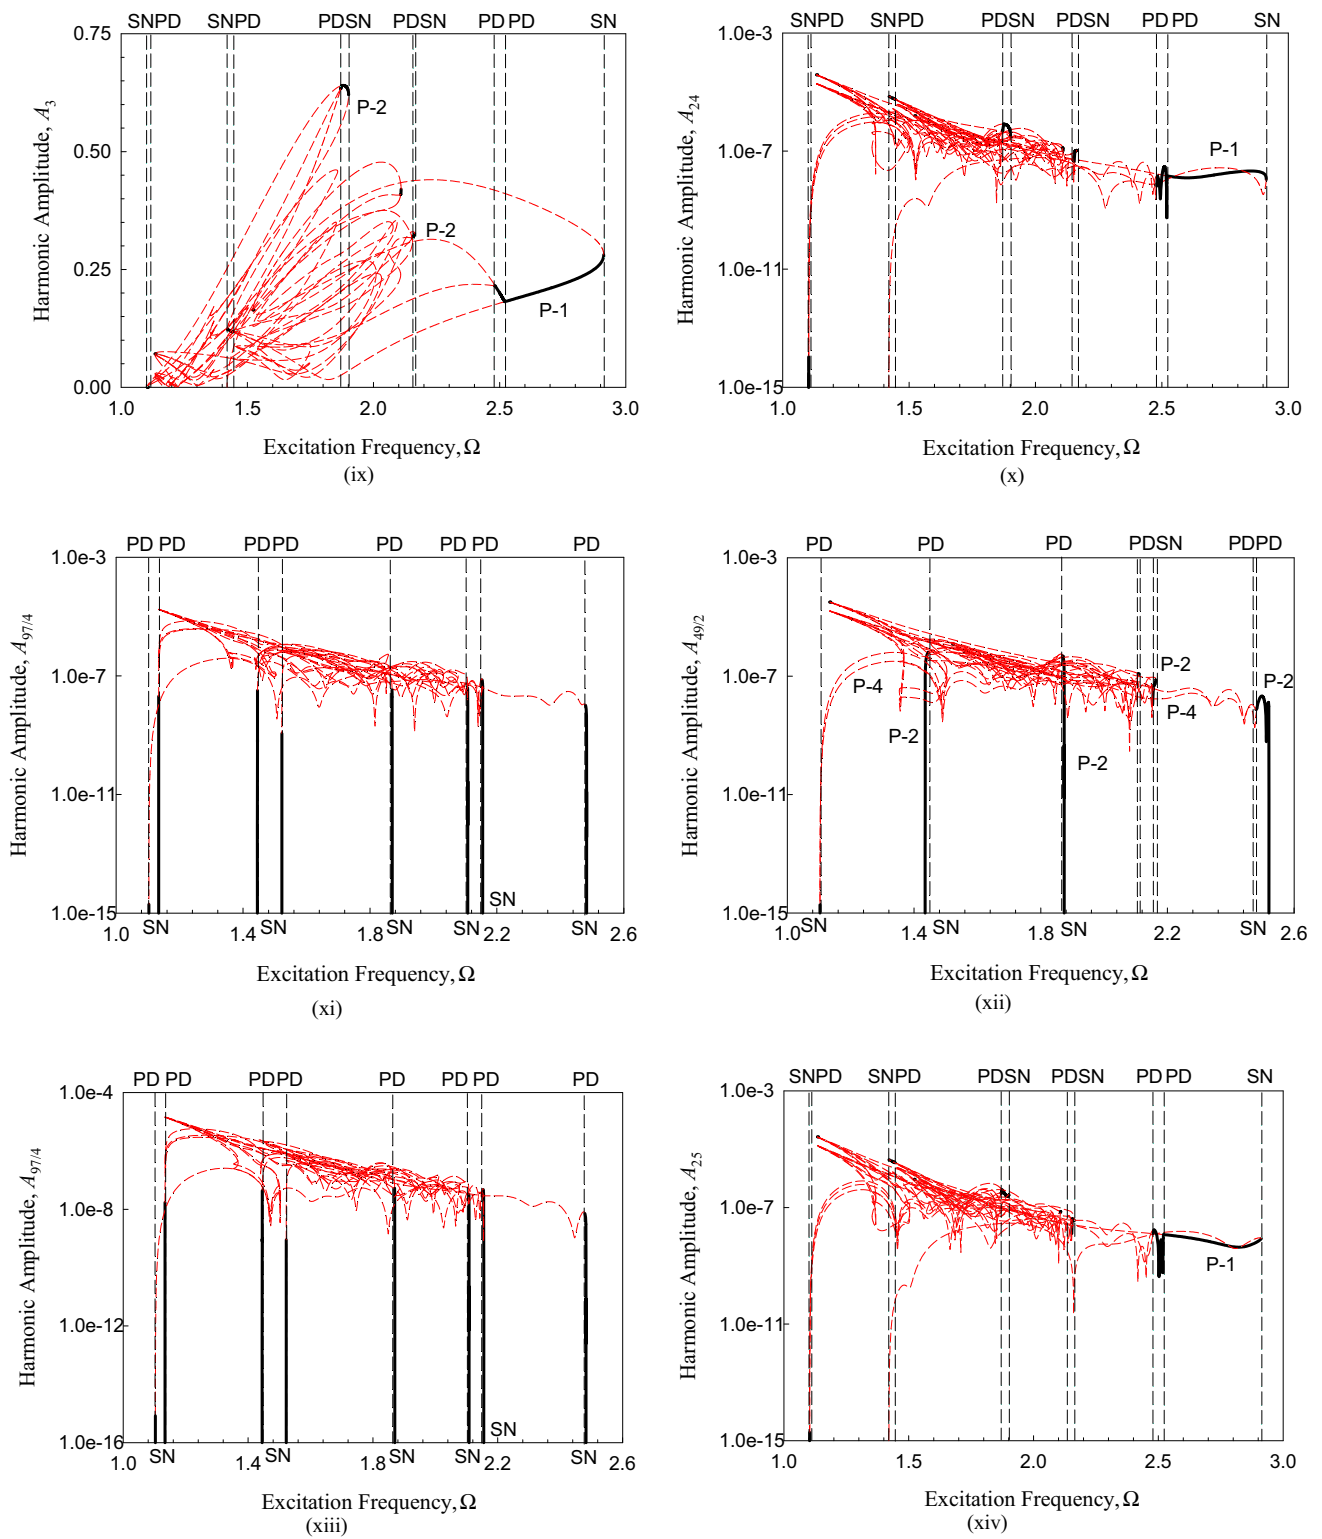 SNPD SNPD PDSN PDSN PD PD SN
0.75
0.50
0.25
0.00
Harmonic Amplitude, A3
P-2
P-2
P-1
1.0 1.5 2.0 2.5 3.0
Excitation Frequency, Ω
(ix)
SNPD SNPD PDSN PDSN PD PD SN
1.0e-3
1.0e-7
1.0e-11
1.0e-15
Harmonic Amplitude, A24
P-1
1.0 1.5 2.0 2.5 3.0
Excitation Frequency, Ω
(x)
PD PD PD PD PD PD PD PD
1.0e-3
1.0e-7
1.0e-11
1.0e-15
Harmonic Amplitude, A97/4
SN
SN SN SN SN
1.0 1.4 1.8 2.2 2.6
Excitation Frequency, Ω
(xi)
PD PD PD PDSN PDPD
1.0e-3
1.0e-7
1.0e-11
1.0e-15
Harmonic Amplitude, A49/2
P-2
P-2
P-4
P-4
P-2
P-2
SN SN SN
1.0 1.4 1.8 2.2 2.6
Excitation Frequency, Ω
(xii)
PD PD PD PD PD PD PD PD
1.0e-4
1.0e-8
1.0e-12
1.0e-16
Harmonic Amplitude, A97/4
SN
SN SN SN SN
1.0 1.4 1.8 2.2 2.6
Excitation Frequency, Ω
(xiii)
SNPD SNPD PDSN PDSN PD PD SN
1.0e-3
1.0e-7
1.0e-11
1.0e-15
Harmonic Amplitude, A25
P-1
1.0 1.5 2.0 2.5 3.0
Excitation Frequency, Ω
(xiv)